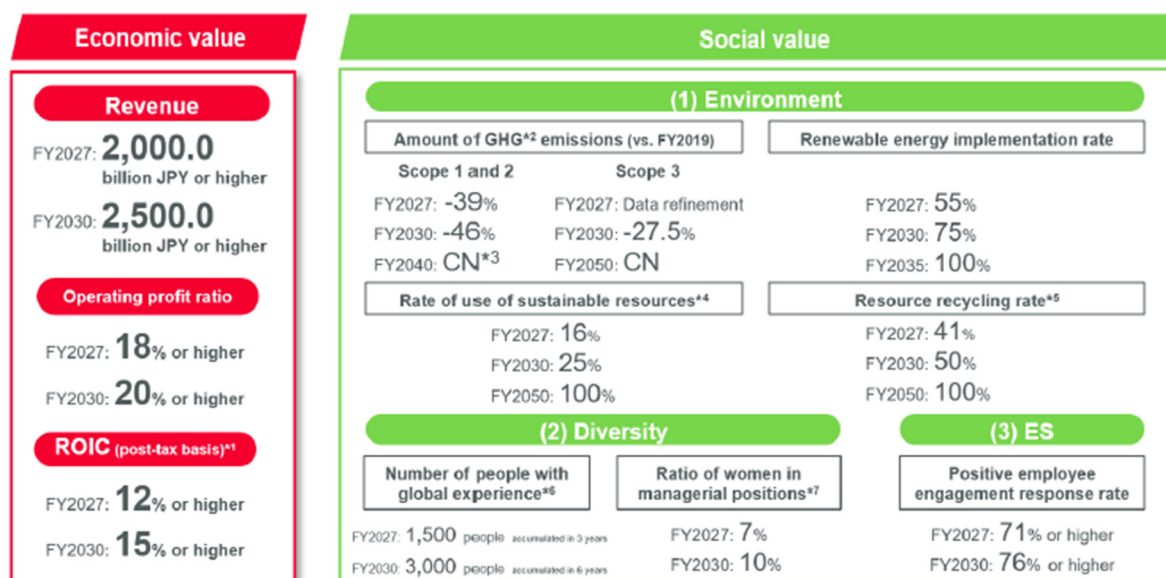 Economic value
Revenue
FY2027: 2,000.0
billion JPY or higher
FY2030: 2,500.0
billion JPY or higher
Operating profit ratio
FY2027: 18% or higher
FY2030: 20% or higher
ROIC (post-tax basis)*1
FY2027: 12% or higher
FY2030: 15% or higher
Social value
(1) Environment
Amount of GHG*2 emissions (vs. FY2019)
Scope 1 and 2
FY2027: -39%
FY2030: -46%
FY2040: CN*3
Scope 3
FY2027: Data refinement
FY2030: -27.5%
FY2050: CN
Renewable energy implementation rate
FY2027: 55%
FY2030: 75%
FY2035: 100%
Rate of use of sustainable resources*4
FY2027: 16%
FY2030: 25%
FY2050: 100%
Resource recycling rate*5
FY2027: 41%
FY2030: 50%
FY2050: 100%
(2) Diversity
Number of people with
global experience*6
FY2027: 1,500 people accumulated in 3 years
FY2030: 3,000 people accumulated in 6 years
Ratio of women in
managerial positions*7
FY2027: 7%
FY2030: 10%
(3) ES
Positive employee
engagement response rate
FY2027: 71% or higher
FY2030: 76% or higher